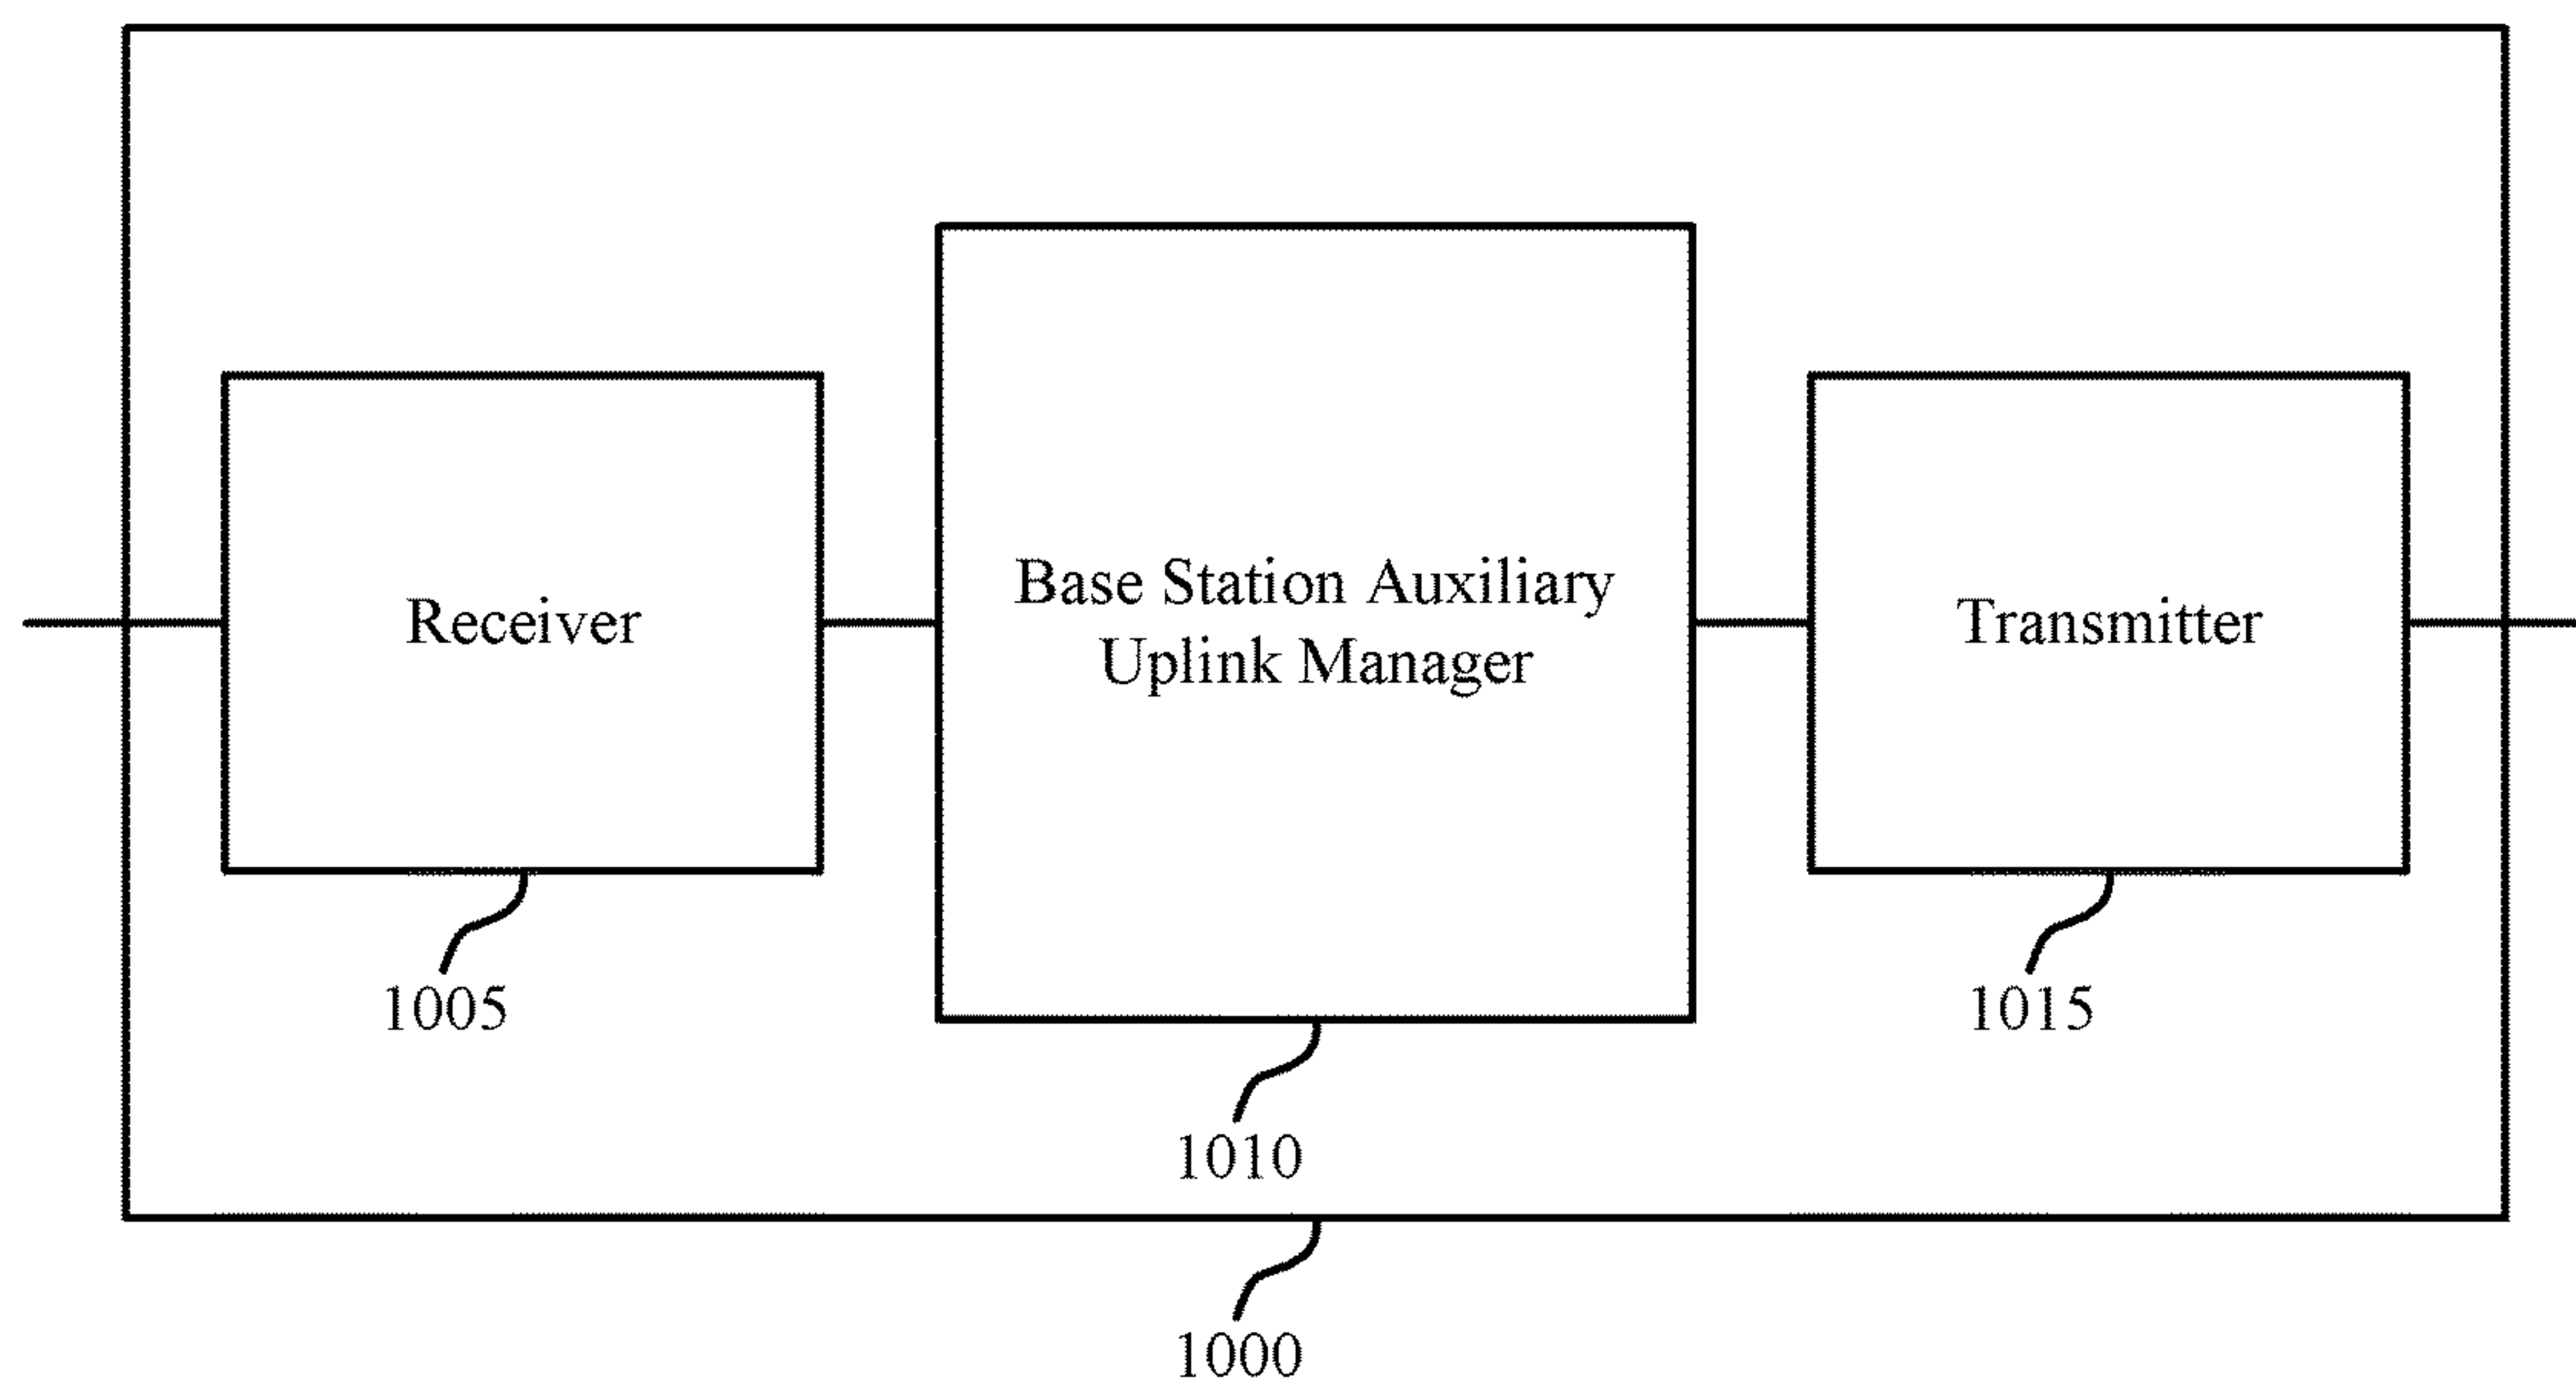 Receiver
Base Station Auxiliary
Uplink Manager
Transmitter
1005
1015
1010
1000